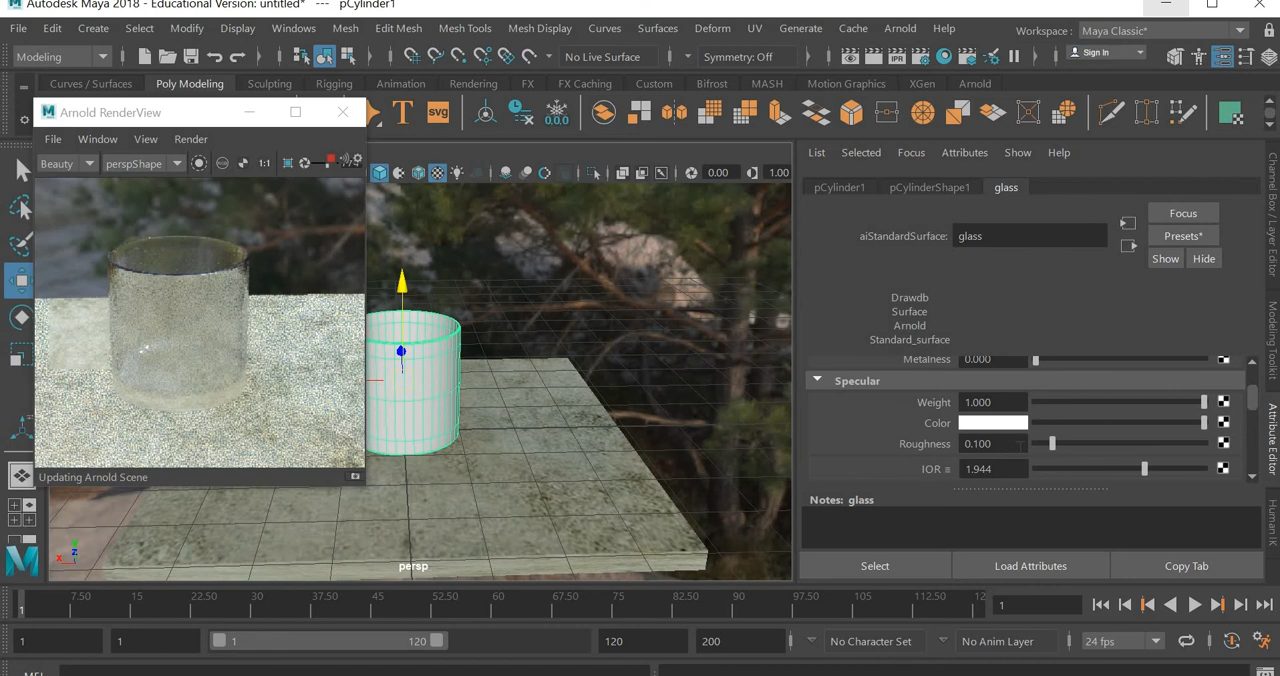 Autodesk Maya 2018 - Educational Version: untitled* --- pCylinder1
File Edit Create Select Modify Display Windows Mesh Edit Mesh Mesh Tools Mesh Display Curves Surfaces Deform UV Generate Cache Arnold Help Workspace : Maya Classic*
Modeling No Live Surface Symmetry: Off Sign In
Curves / Surfaces Poly Modeling Sculpting Rigging Animation Rendering FX FX Caching Custom Bifrost MASH Motion Graphics XGen Arnold
Arnold RenderView
File Window View Render
Beauty perspShape 1:1
0.00 1.00
Updating Arnold Scene
persp
List Selected Focus Attributes Show Help
pCylinder1 pCylinderShape1 glass
Focus
aiStandardSurface: glass
Presets*
Show Hide
Drawdb
Surface
Arnold
Standard_surface
Metalness 0.000
Specular
Weight 1.000
Color
Roughness 0.100
IOR 1.944
Notes: glass
Select Load Attributes Copy Tab
Channel Box / Layer Editor
Modeling Toolkit
Attribute Editor
Human IK
1 7.50 15 22.50 30 37.50 45 52.50 60 67.50 75 82.50 90 97.50 105 112.50 12 1
1 1 1 120 120 200 No Character Set No Anim Layer 24 fps
MEL